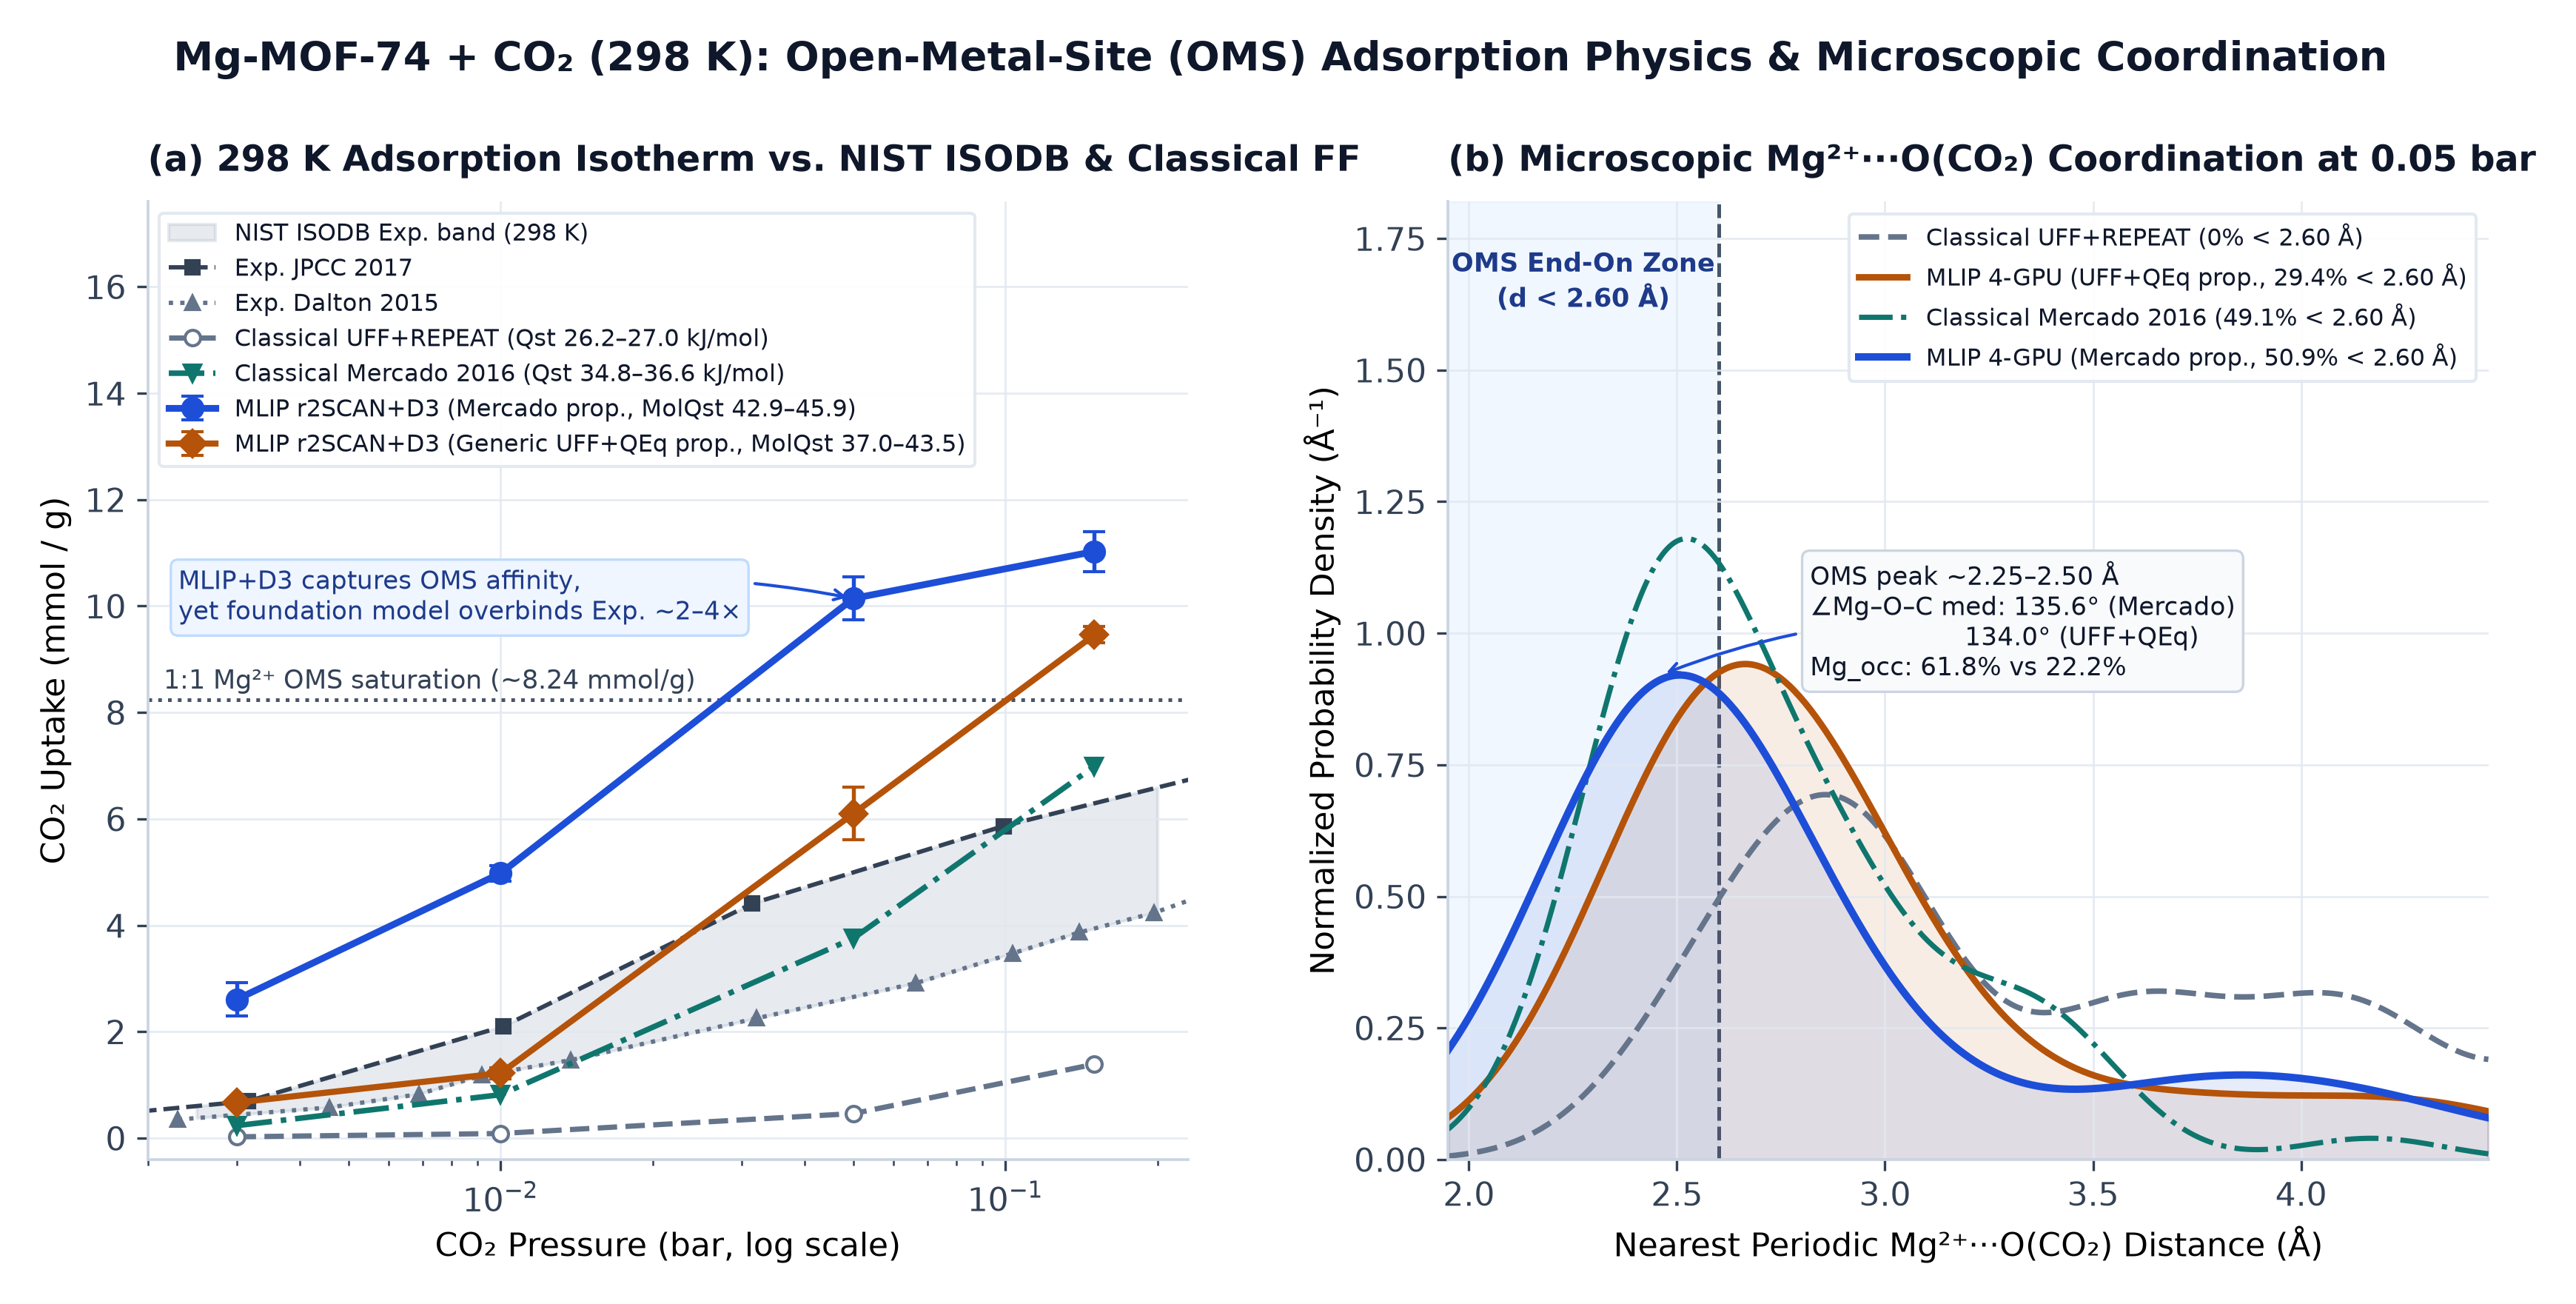 Mg-MOF-74 + CO₂ (298 K): Open-Metal-Site (OMS) Adsorption Physics & Microscopic Coordination
(a) 298 K Adsorption Isotherm vs. NIST ISODB & Classical FF
NIST ISODB Exp. band (298 K)
Exp. JPCC 2017
Exp. Dalton 2015
Classical UFF+REPEAT (Qst 26.2–27.0 kJ/mol)
Classical Mercado 2016 (Qst 34.8–36.6 kJ/mol)
MLIP r2SCAN+D3 (Mercado prop., MolQst 42.9–45.9)
MLIP r2SCAN+D3 (Generic UFF+QEq prop., MolQst 37.0–43.5)
MLIP+D3 captures OMS affinity,
yet foundation model overbinds Exp. ~2–4×
1:1 Mg²⁺ OMS saturation (~8.24 mmol/g)
CO₂ Uptake (mmol / g)
16
14
12
10
8
6
4
2
0
10⁻²
10⁻¹
CO₂ Pressure (bar, log scale)
(b) Microscopic Mg²⁺···O(CO₂) Coordination at 0.05 bar
OMS End-On Zone
(d < 2.60 Å)
Classical UFF+REPEAT (0% < 2.60 Å)
MLIP 4-GPU (UFF+QEq prop., 29.4% < 2.60 Å)
Classical Mercado 2016 (49.1% < 2.60 Å)
MLIP 4-GPU (Mercado prop., 50.9% < 2.60 Å)
OMS peak ~2.25–2.50 Å
∠Mg–O–C med: 135.6° (Mercado)
134.0° (UFF+QEq)
Mg_occ: 61.8% vs 22.2%
Normalized Probability Density (Å⁻¹)
1.75
1.50
1.25
1.00
0.75
0.50
0.25
0.00
2.0
2.5
3.0
3.5
4.0
Nearest Periodic Mg²⁺···O(CO₂) Distance (Å)